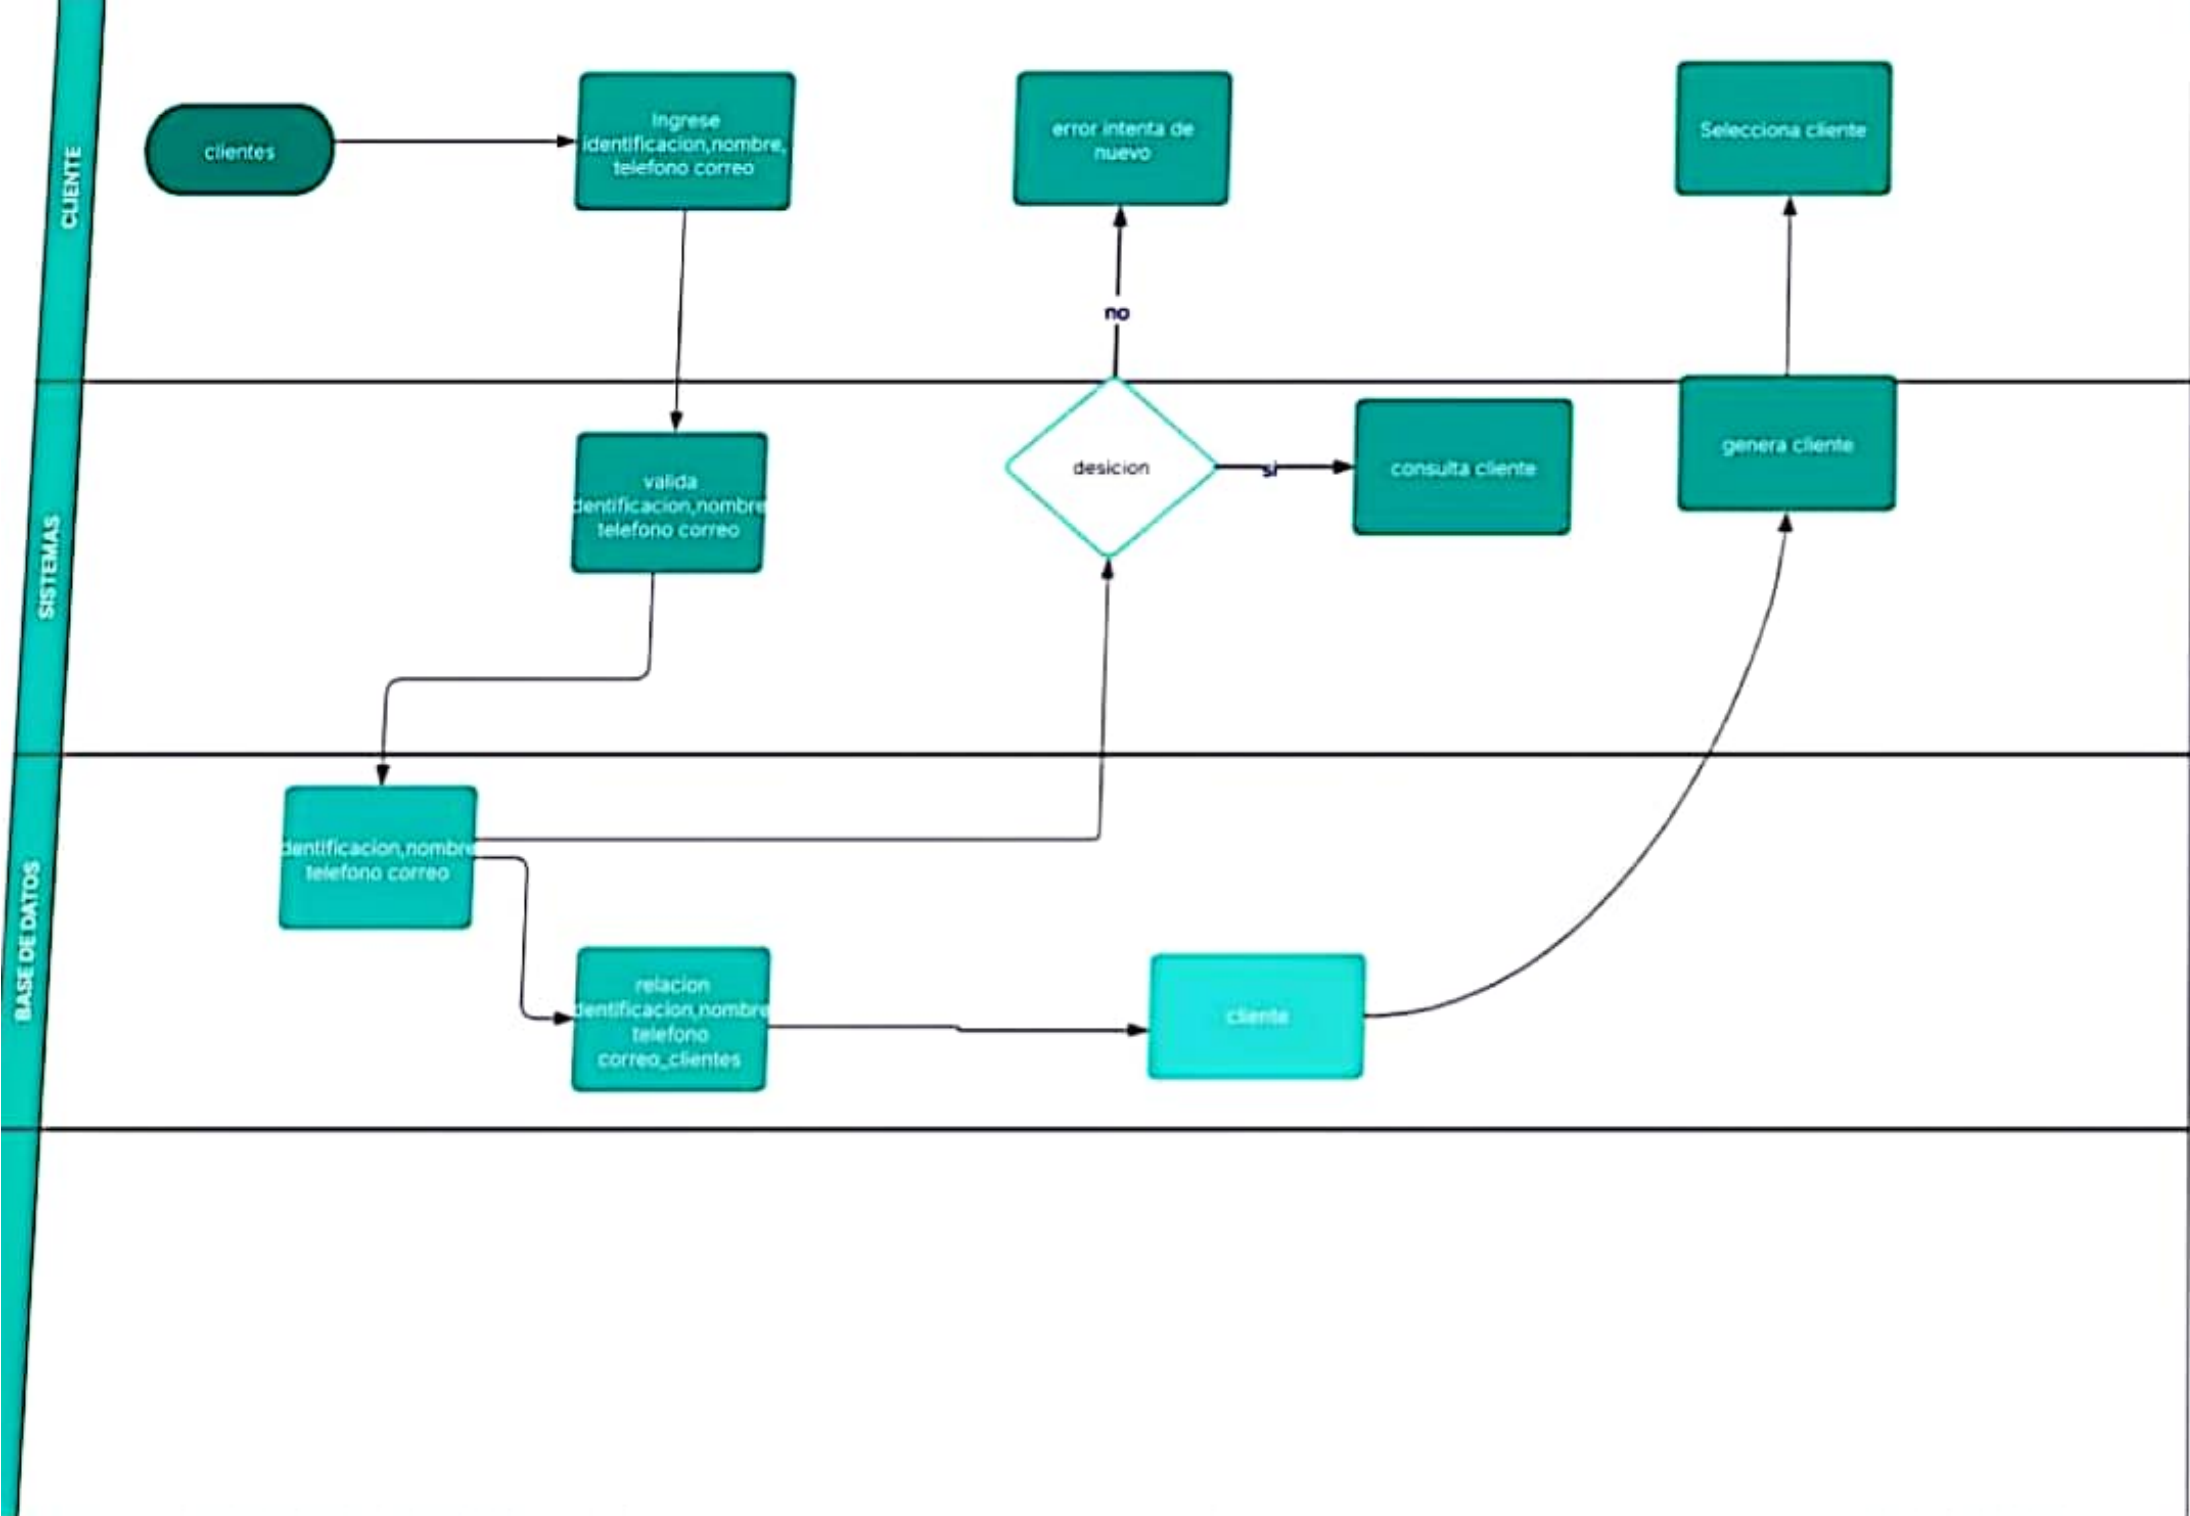 CLIENTE
clientes
Ingrese
identificacion,nombre,
telefono correo
error intenta de
nuevo
Selecciona cliente
no
SISTEMAS
valida
dentificacion,nombre
telefono correo
desicion
si
consulta cliente
genera cliente
BASE DE DATOS
dentificacion,nombre
telefono correo
relacion
dentificacion,nombre
telefono
correo_clientes
cliente